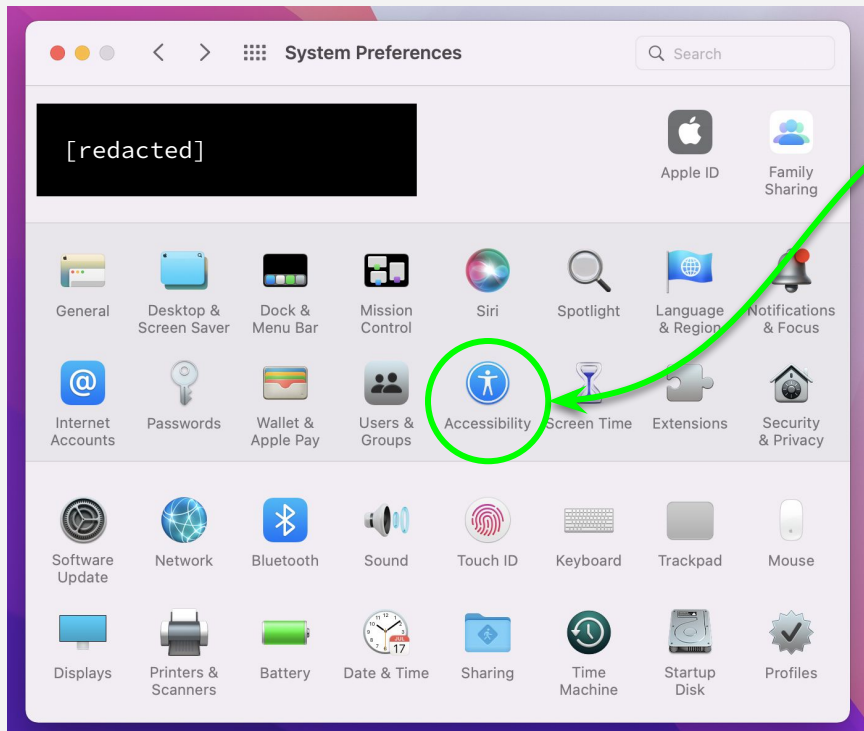 System Preferences
Search
[redacted]
Apple ID
Family
Sharing
General
Desktop &
Screen Saver
Dock &
Menu Bar
Mission
Control
Siri
Spotlight
Language
& Region
Notifications
& Focus
Internet
Accounts
Passwords
Wallet &
Apple Pay
Users &
Groups
Accessibility
Screen Time
Extensions
Security
& Privacy
Software
Update
Network
Bluetooth
Sound
Touch ID
Keyboard
Trackpad
Mouse
Displays
Printers &
Scanners
Battery
JUL
17
Date & Time
Sharing
Time
Machine
Startup
Disk
Profiles